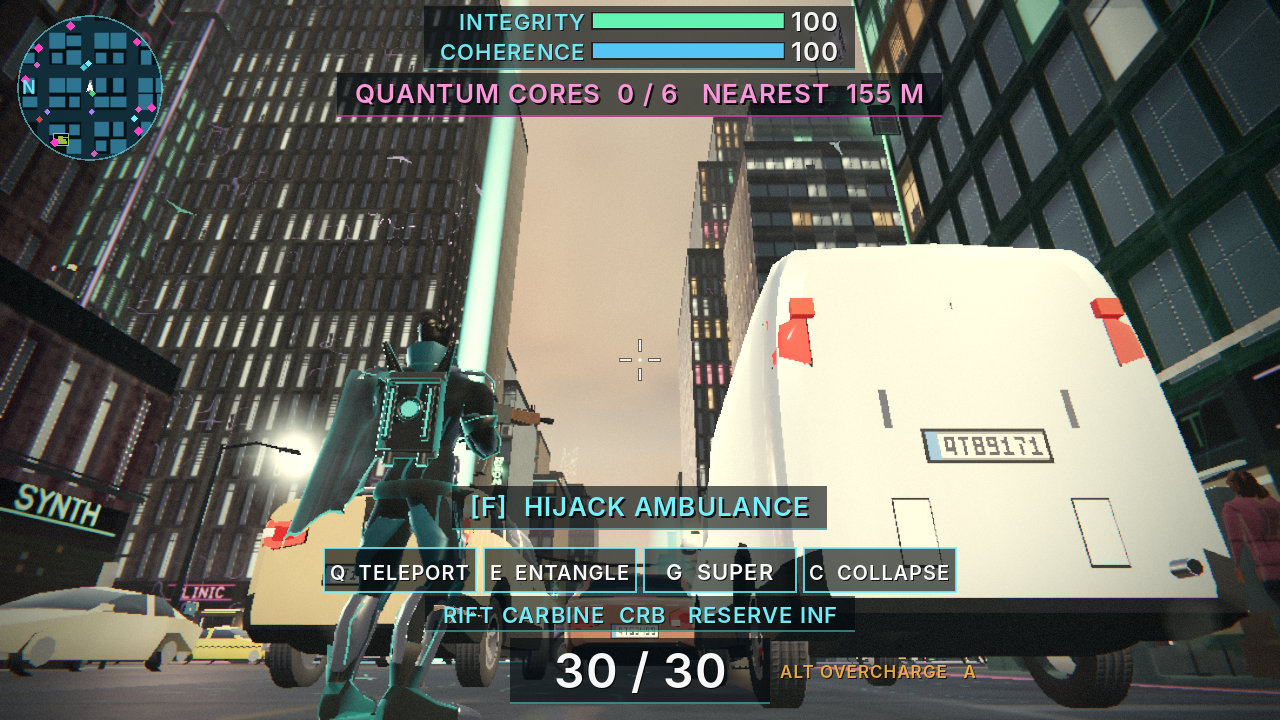 INTEGRITY 100
COHERENCE 100
QUANTUM CORES 0 / 6 NEAREST 155 M
N
QT89171
SYNTH
[F] HIJACK AMBULANCE
Q TELEPORT
E ENTANGLE
G SUPER
C COLLAPSE
LINIC
RIFT CARBINE CRB RESERVE INF
30 / 30
ALT OVERCHARGE A